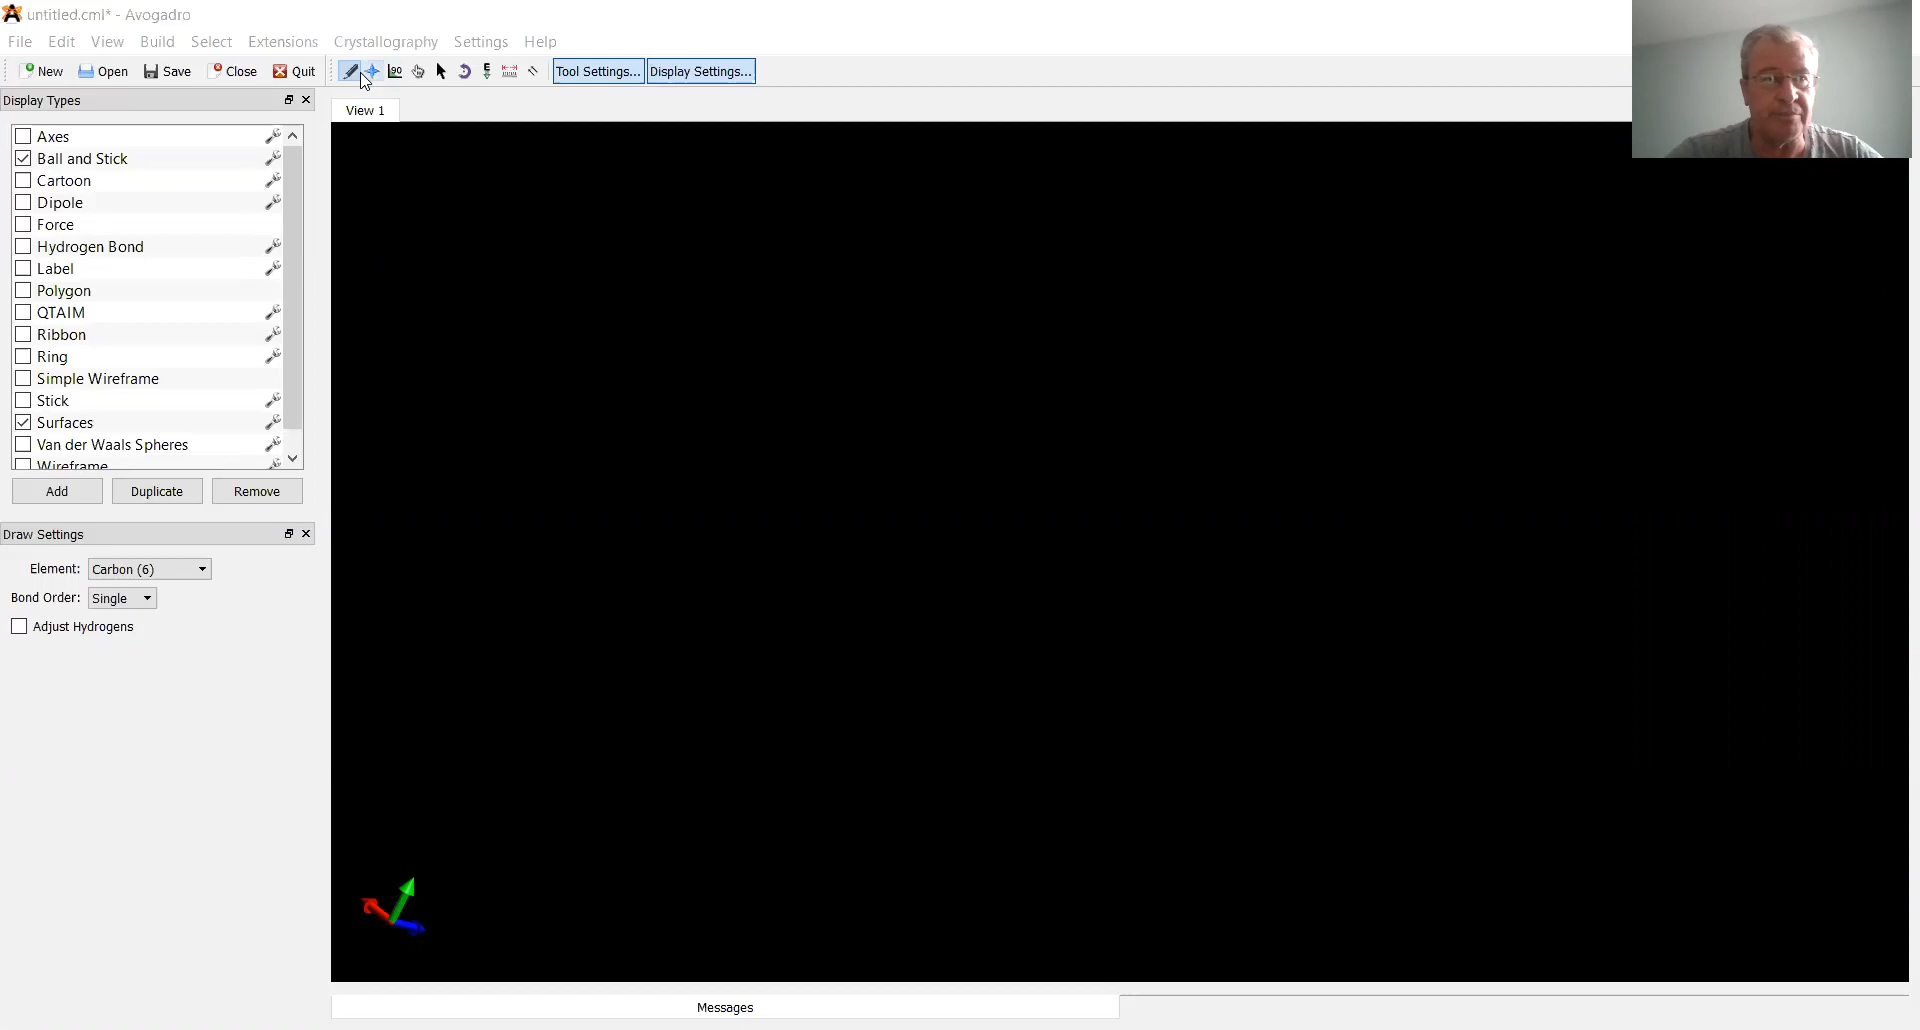 untitled.cml* - Avogadro
File Edit View Build Select Extensions Crystallography Settings Help
New Open Save Close Quit 90 E Tool Settings... Display Settings...
Display Types
View 1
Axes
Ball and Stick
Cartoon
Dipole
Force
Hydrogen Bond
Label
Polygon
QTAIM
Ribbon
Ring
Simple Wireframe
Stick
Surfaces
Van der Waals Spheres
Wireframe
Add Duplicate Remove
Draw Settings
Element: Carbon (6)
Bond Order: Single
Adjust Hydrogens
Messages